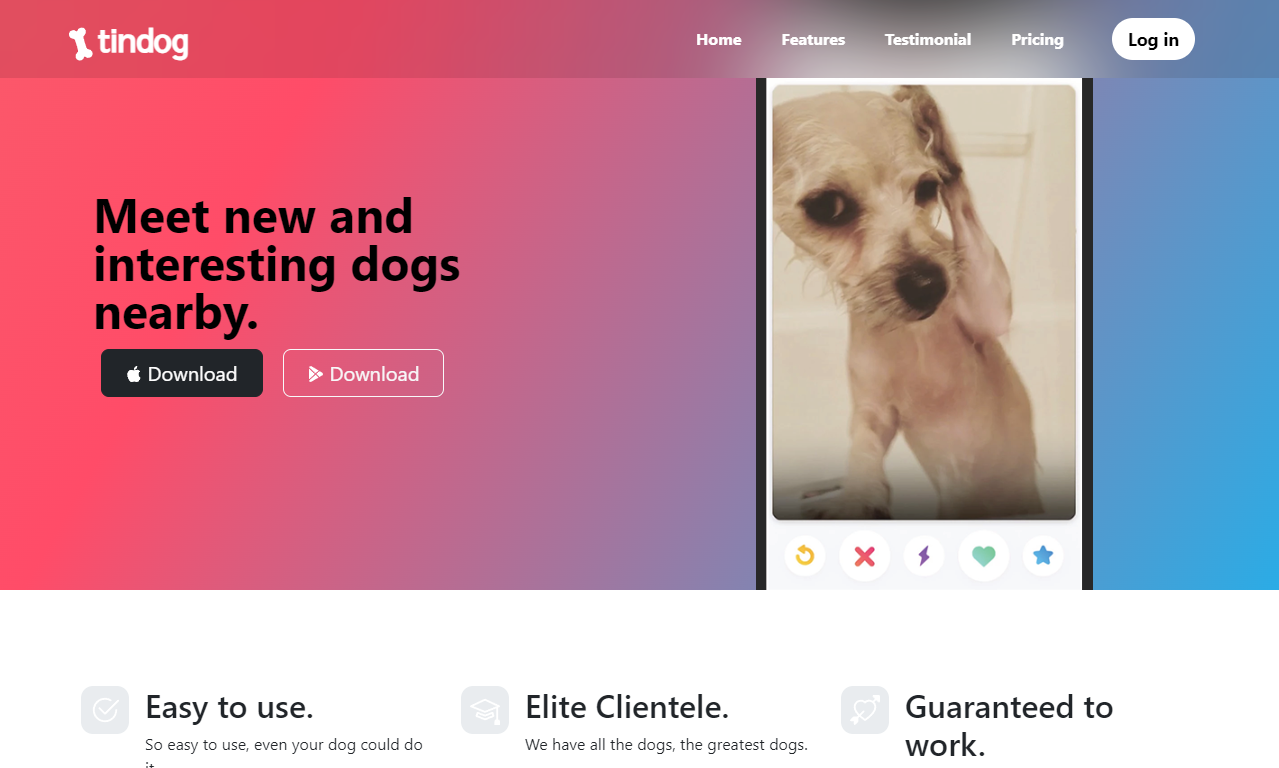 tindog
Home Features Testimonial Pricing Log in
Meet new and
interesting dogs
nearby.
Download Download
Easy to use.
So easy to use, even your dog could do
it.
Elite Clientele.
We have all the dogs, the greatest dogs.
Guaranteed to
work.